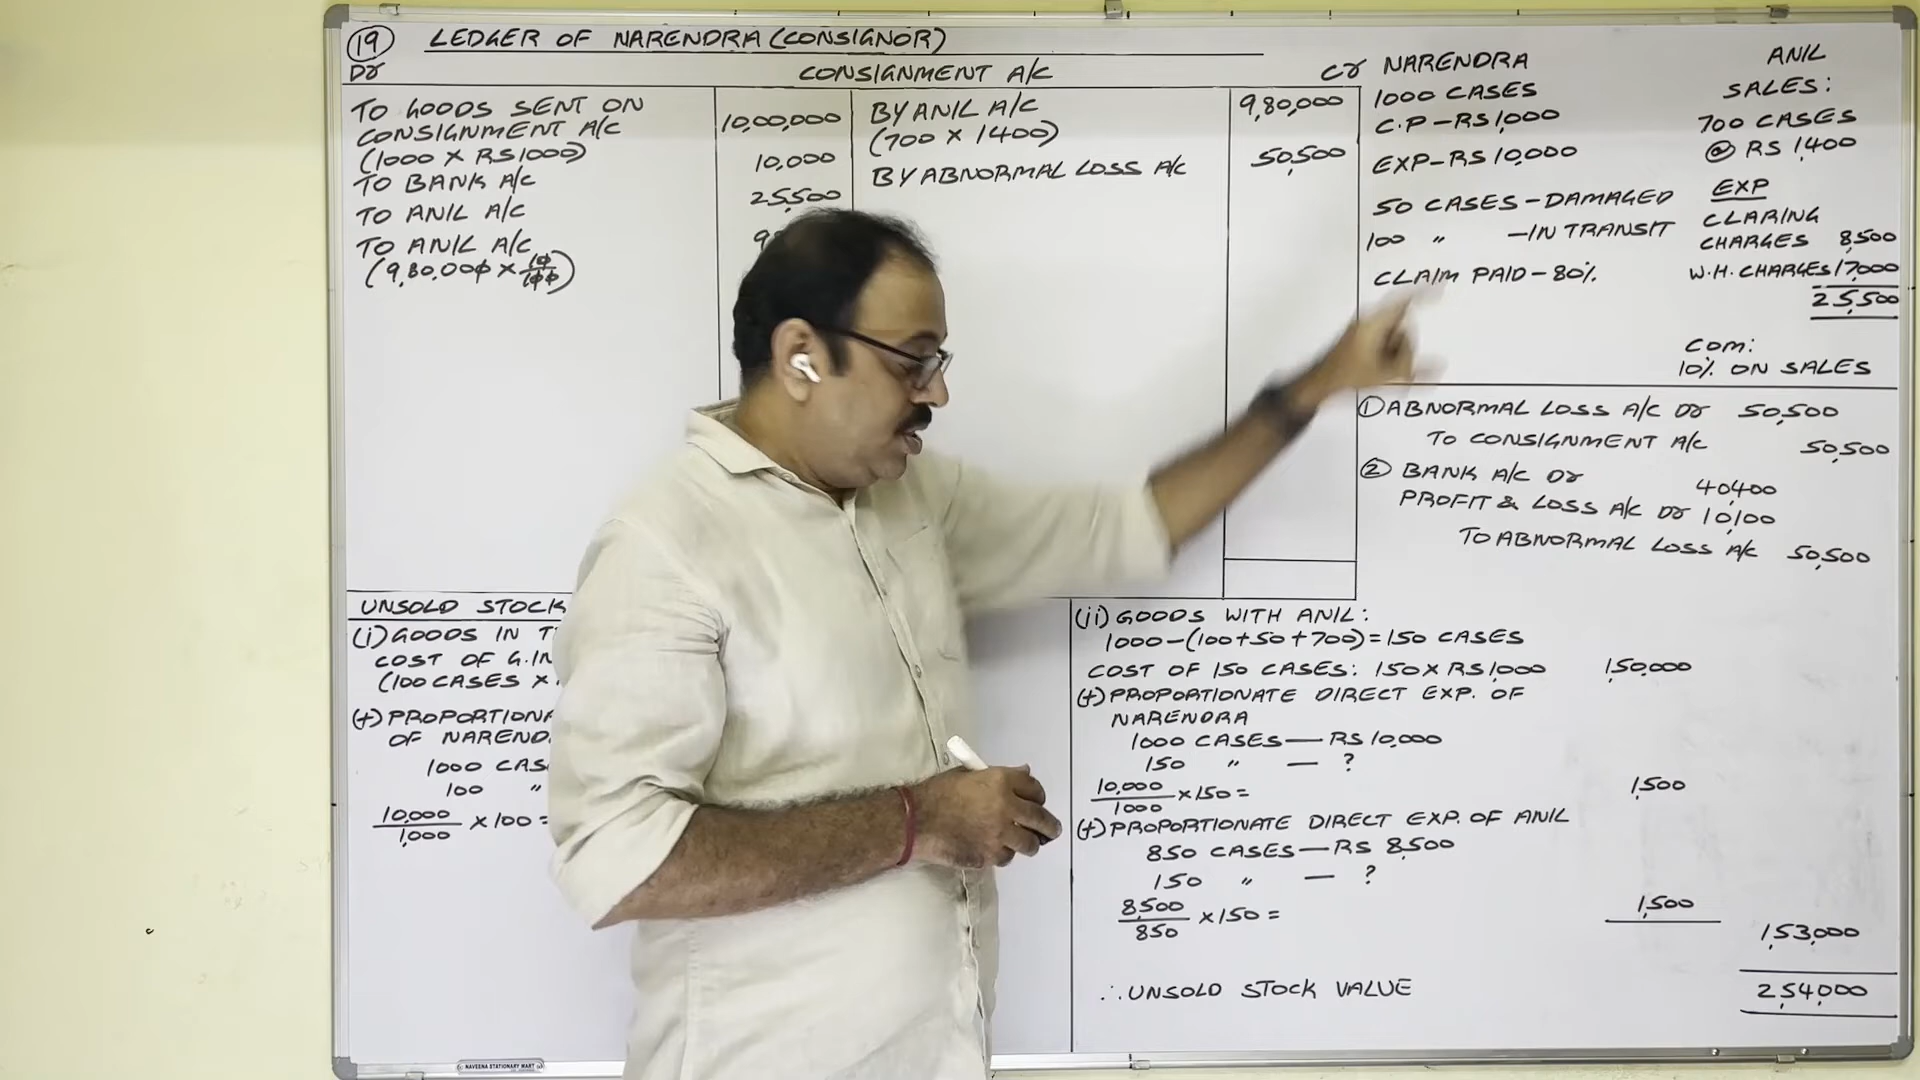 19 LEDGER OF NARENDRA (CONSIGNOR)
Dr CONSIGNMENT A/C Cr
TO GOODS SENT ON
CONSIGNMENT A/C 10,00,000
(1000 X RS 1000)
TO BANK A/C 10,000
TO ANIL A/C 25,500
TO ANIL A/C
(9,80,000 X 10/100)
BY ANIL A/C 9,80,000
(700 X 1400)
BY ABNORMAL LOSS A/C 50,500
NARENDRA
1000 CASES
C.P - RS 1,000
EXP - RS 10,000
50 CASES - DAMAGED
100 " - IN TRANSIT
CLAIM PAID - 80%
ANIL
SALES:
700 CASES
@ RS 1,400
EXP
CLARING
CHARGES 8,500
W.H. CHARGES 17,000
25,500
COM:
10% ON SALES
① ABNORMAL LOSS A/C Dr 50,500
TO CONSIGNMENT A/C 50,500
② BANK A/C Dr 40,400
PROFIT & LOSS A/C Dr 10,100
TO ABNORMAL LOSS A/C 50,500
UNSOLD STOCK
(i) GOODS IN
COST OF G. IN
(100 CASES X
(+) PROPORTIONA
OF NAREND
1000 CAS
100 "
10,000/1,000 X 100 =
(ii) GOODS WITH ANIL:
1000 - (100 + 50 + 700) = 150 CASES
COST OF 150 CASES: 150 X RS 1,000 1,50,000
(+) PROPORTIONATE DIRECT EXP. OF
NARENDRA
1000 CASES — RS 10,000
150 " — ?
10,000/1000 X 150 = 1,500
(+) PROPORTIONATE DIRECT EXP. OF ANIL
850 CASES — RS 8,500
150 " — ?
8,500/850 X 150 = 1,500
1,53,000
∴ UNSOLD STOCK VALUE 2,54,000
NAVEENA STATIONARY MART